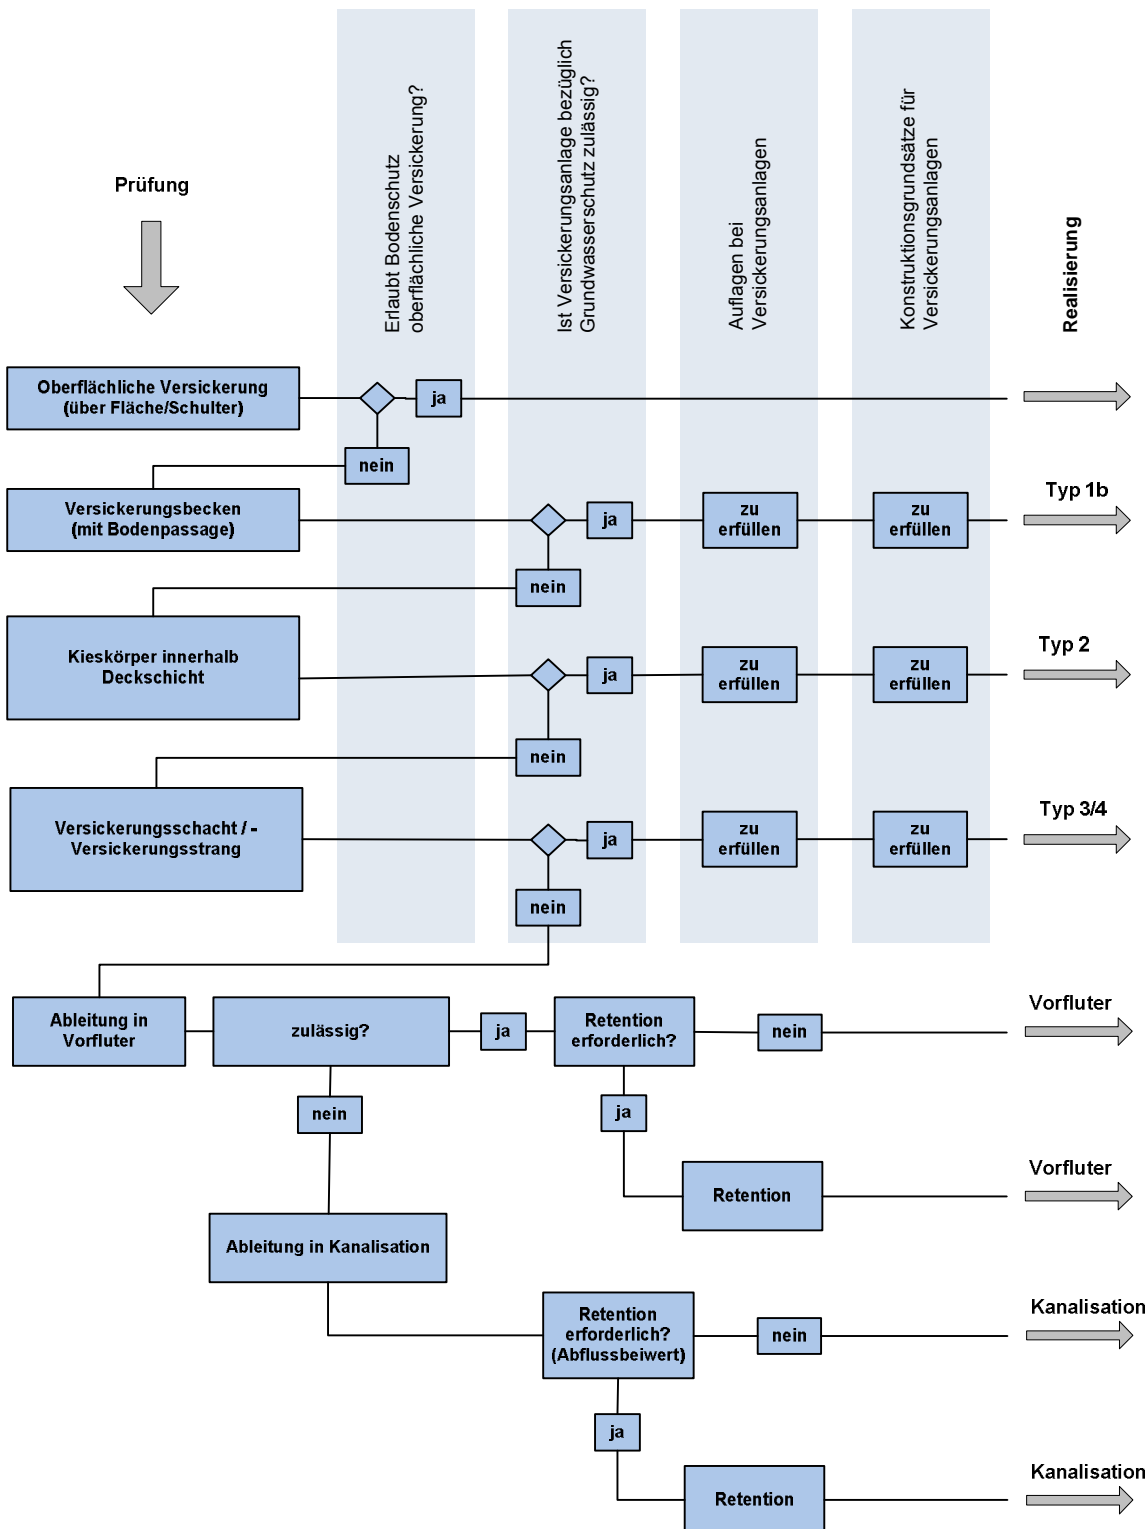 Prüfung
Erlaubt Bodenschutz
oberflächliche Versickerung?
Ist Versickerungsanlage bezüglich
Grundwasserschutz zulässig?
Auflagen bei
Versickerungsanlagen
Konstruktionsgrundsätze für
Versickerungsanlagen
Realisierung
Oberflächliche Versickerung
(über Fläche/Schulter)
ja
nein
Versickerungsbecken
(mit Bodenpassage)
ja
zu
erfüllen
zu
erfüllen
Typ 1b
nein
Kieskörper innerhalb
Deckschicht
ja
zu
erfüllen
zu
erfüllen
Typ 2
nein
Versickerungsschacht / -
Versickerungsstrang
ja
zu
erfüllen
zu
erfüllen
Typ 3/4
nein
Ableitung in
Vorfluter
zulässig?
ja
Retention
erforderlich?
nein
Vorfluter
nein
ja
Retention
Vorfluter
Ableitung in Kanalisation
Retention
erforderlich?
(Abflussbeiwert)
nein
Kanalisation
ja
Retention
Kanalisation